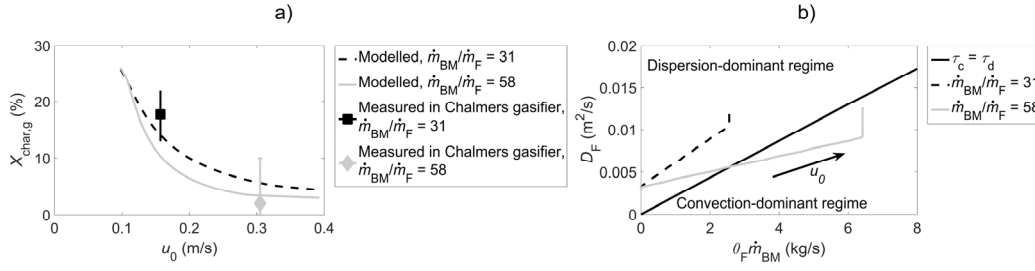 a)
30
20
10
0
X_char,g (%)
0 0.1 0.2 0.3 0.4
u_0 (m/s)
Modelled, ṁ_BM/ṁ_F = 31
Modelled, ṁ_BM/ṁ_F = 58
Measured in Chalmers gasifier,
ṁ_BM/ṁ_F = 31
Measured in Chalmers gasifier,
ṁ_BM/ṁ_F = 58
b)
0.02
0.015
0.01
0.005
0
D_F (m²/s)
Dispersion-dominant regime
u_0
Convection-dominant regime
0 2 4 6 8
θ_F ṁ_BM (kg/s)
τ_c = τ_d
ṁ_BM/ṁ_F = 31
ṁ_BM/ṁ_F = 58